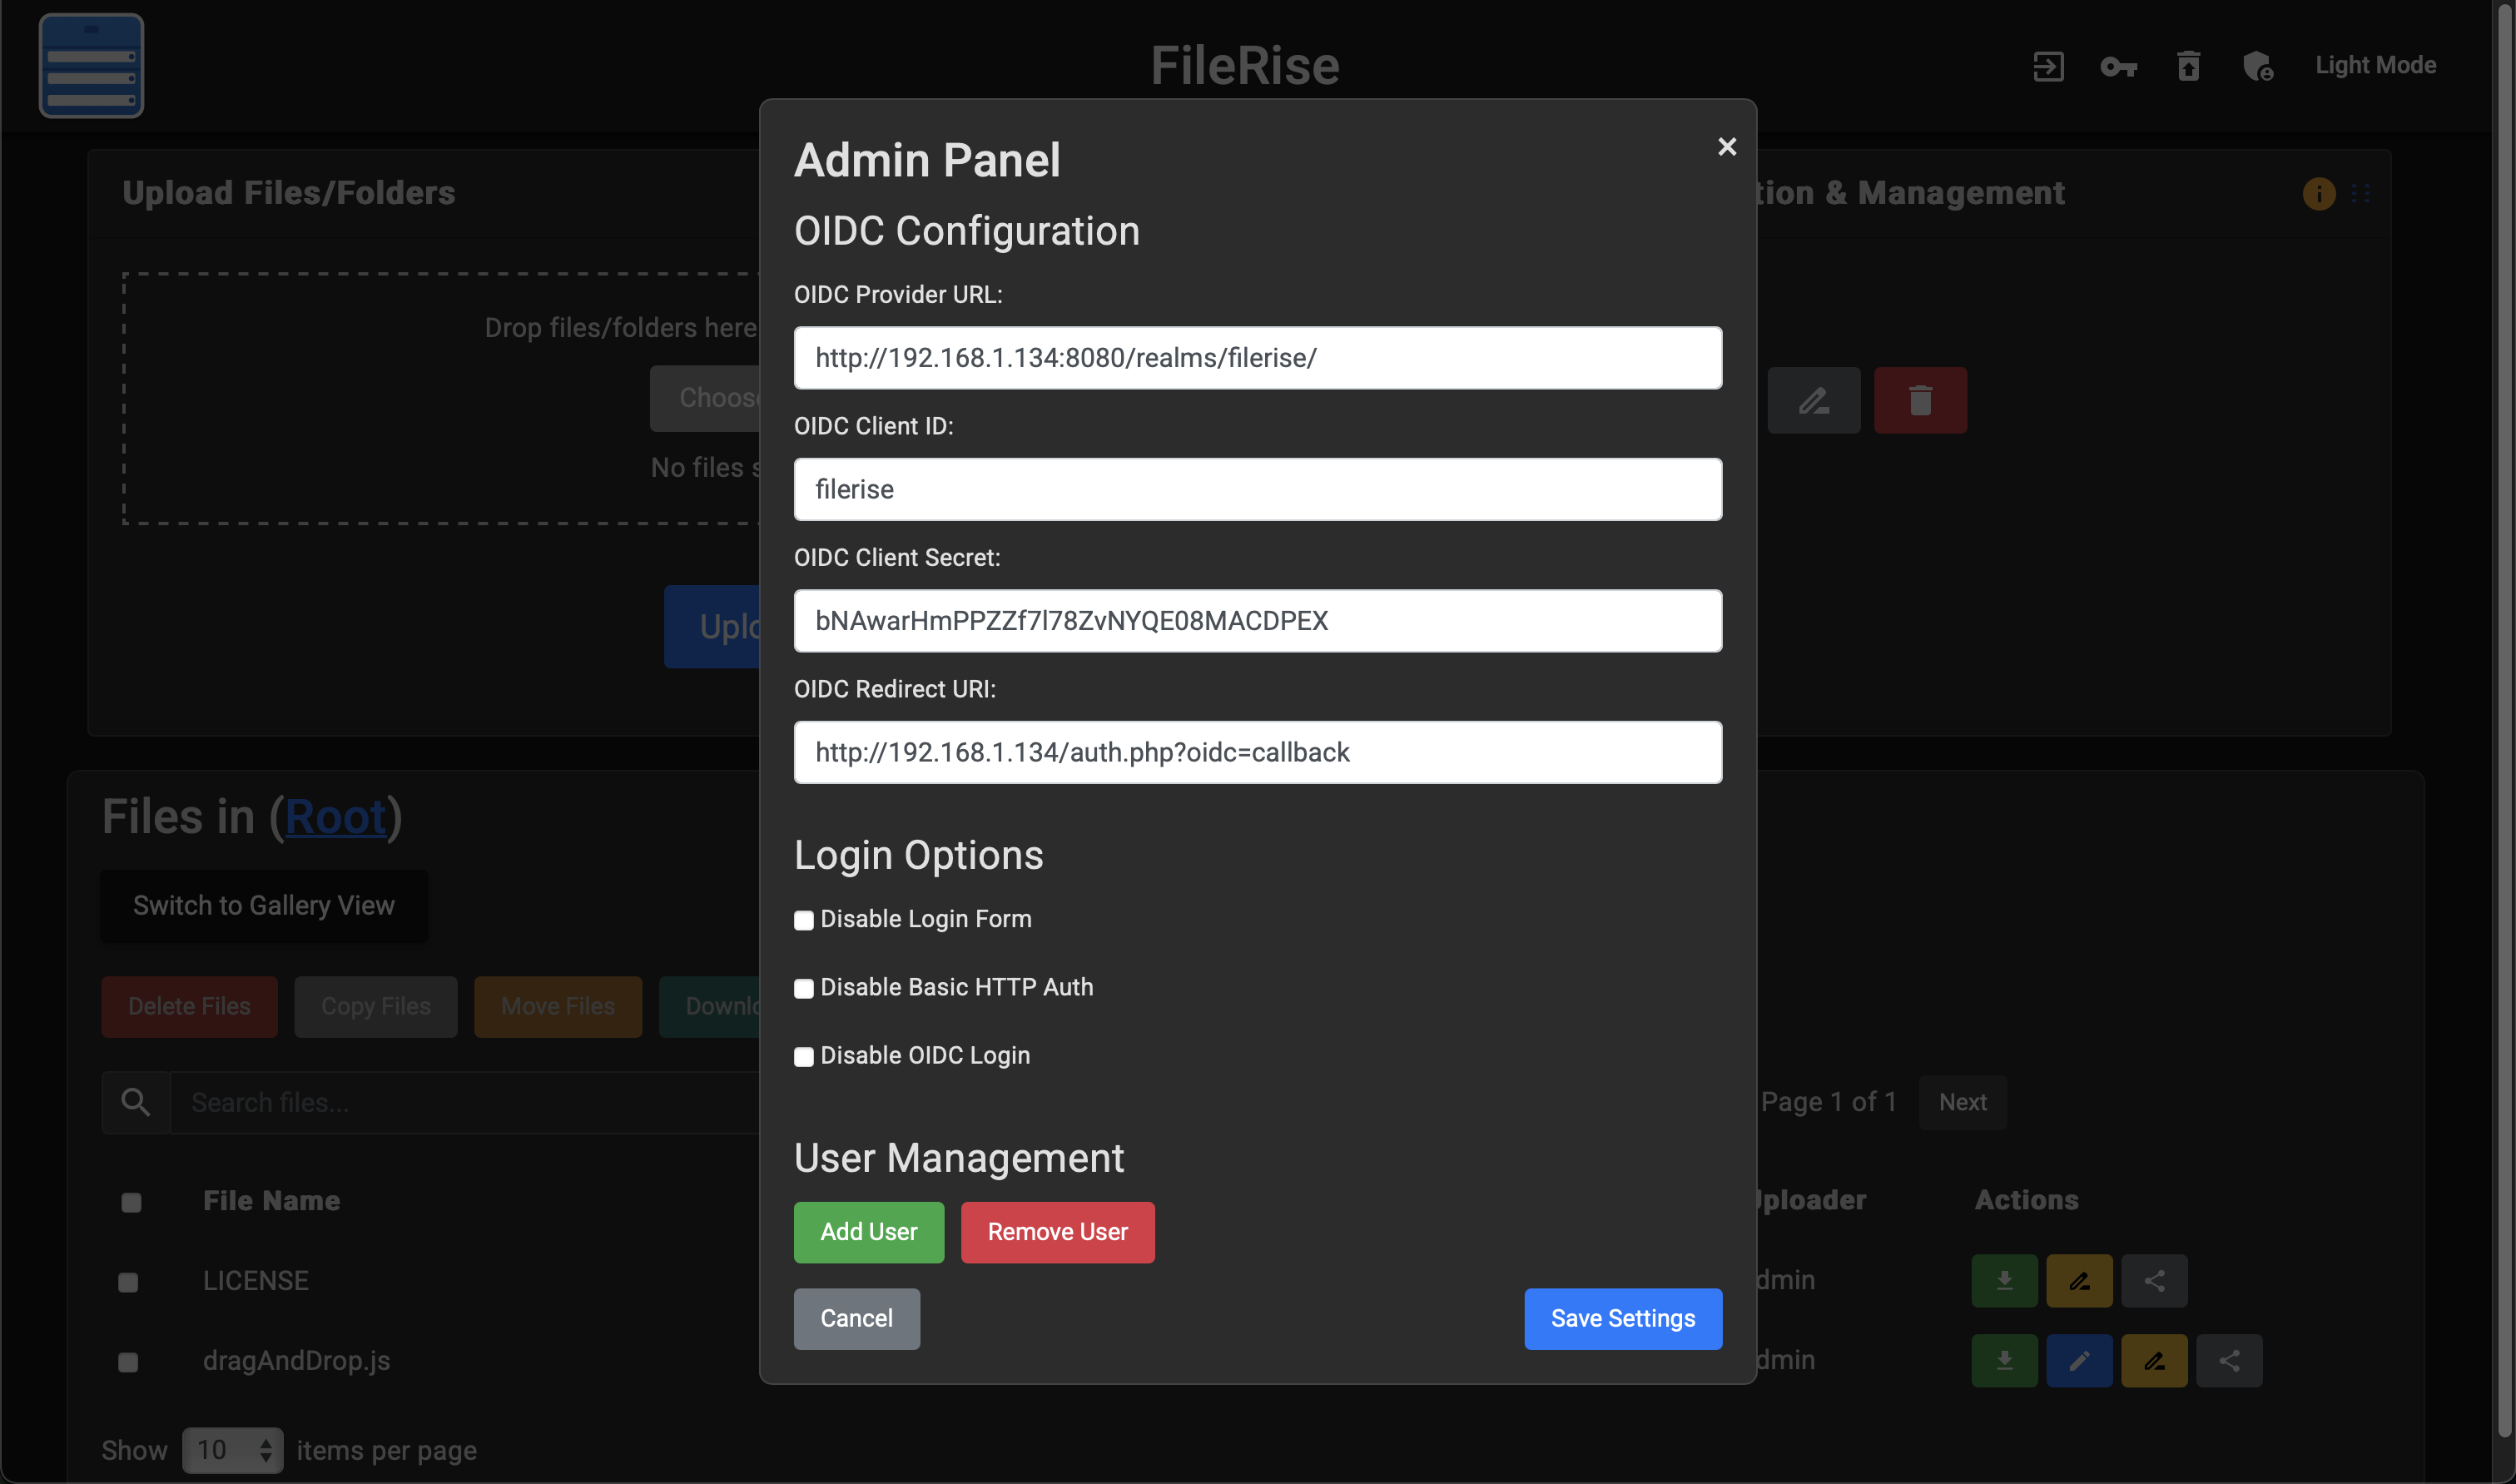 FileRise
Light Mode
Upload Files/Folders
tion & Management
Drop files/folders here
Choos
No files s
Uplo
Admin Panel
OIDC Configuration
OIDC Provider URL:
http://192.168.1.134:8080/realms/filerise/
OIDC Client ID:
filerise
OIDC Client Secret:
bNAwarHmPPZZf7l78ZvNYQE08MACDPEX
OIDC Redirect URI:
http://192.168.1.134/auth.php?oidc=callback
Login Options
Disable Login Form
Disable Basic HTTP Auth
Disable OIDC Login
User Management
Add User Remove User
Cancel Save Settings
Files in (Root)
Switch to Gallery View
Delete Files Copy Files Move Files Downlo
Search files...
Page 1 of 1 Next
File Name Uploader Actions
LICENSE dmin
dragAndDrop.js dmin
Show 10 items per page